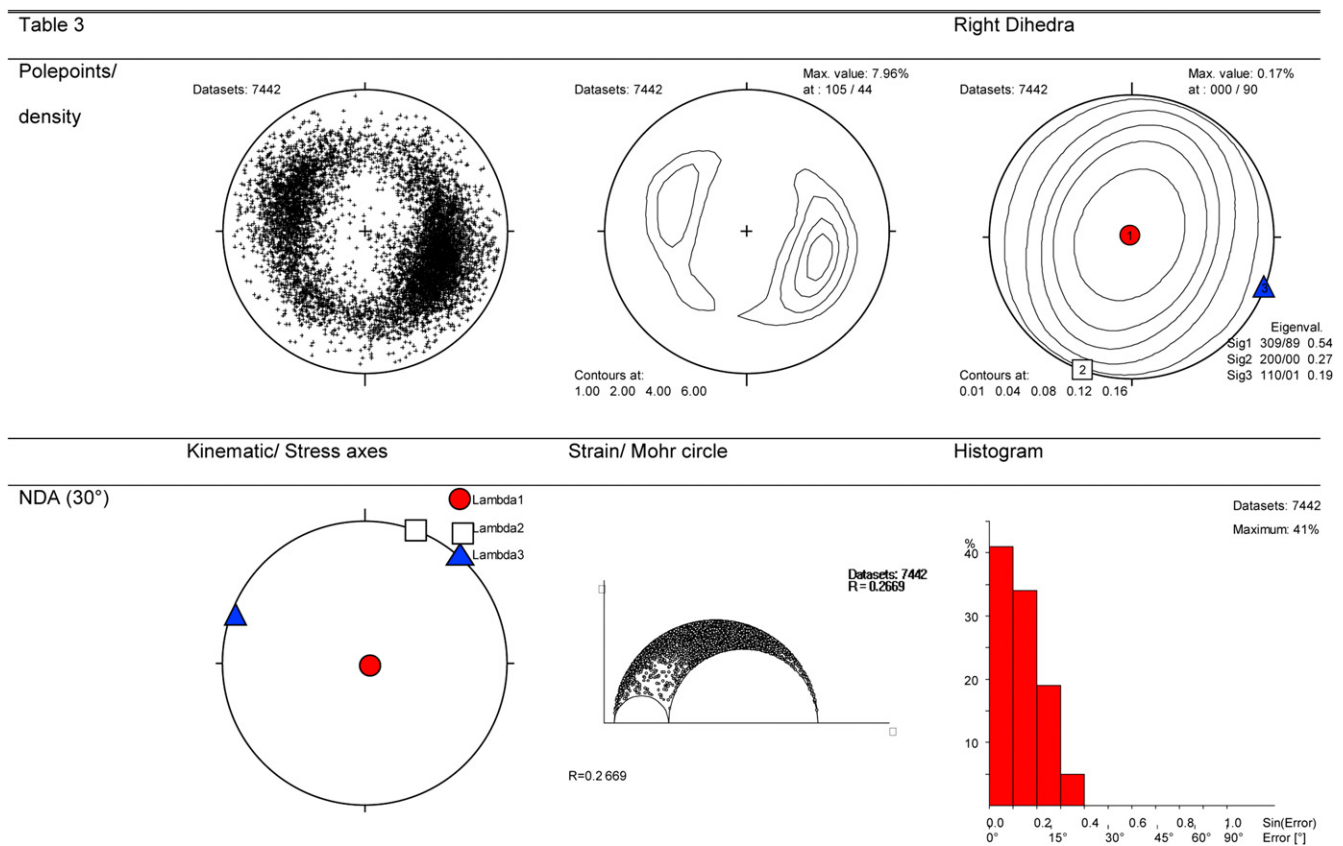 Table 3
Right Dihedra
Polepoints/
density
Datasets: 7442
Datasets: 7442
Max. value: 7.96%
at : 105 / 44
Contours at:
1.00 2.00 4.00 6.00
Datasets: 7442
Max. value: 0.17%
at : 000 / 90
1
3
2
Eigenval.
Sig1 309/89 0.54
Sig2 200/00 0.27
Sig3 110/01 0.19
Contours at:
0.01 0.04 0.08 0.12 0.16
Kinematic/ Stress axes
Strain/ Mohr circle
Histogram
NDA (30°)
Lambda1
Lambda2
Lambda3
Datasets: 7442
R = 0.2669
R=0.2 669
Datasets: 7442
Maximum: 41%
%
40
30
20
10
0.0 0.2 0.4 0.6 0.8 1.0 Sin(Error)
0° 15° 30° 45° 60° 90° Error [°]